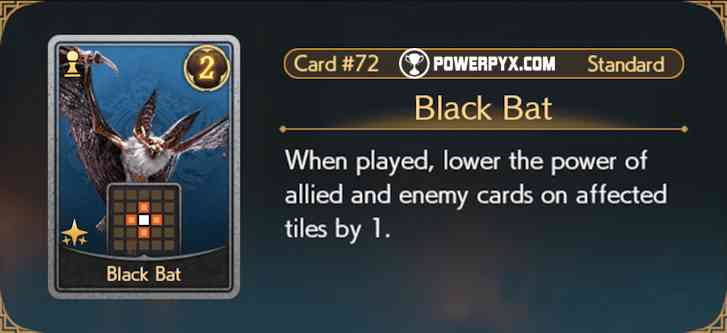 2
Black Bat
Card #72 POWERPYX.COM Standard
Black Bat
When played, lower the power of
allied and enemy cards on affected
tiles by 1.